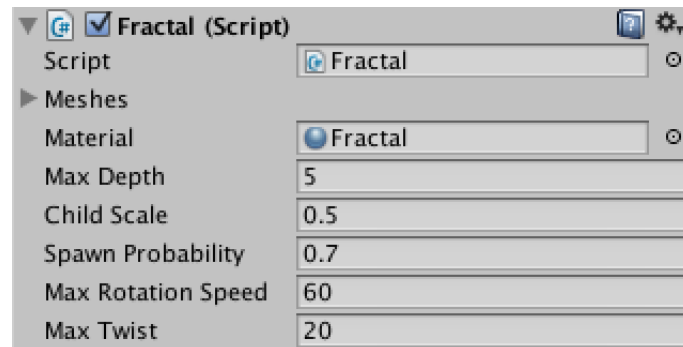 Fractal (Script)
Script Fractal
Meshes
Material Fractal
Max Depth 5
Child Scale 0.5
Spawn Probability 0.7
Max Rotation Speed 60
Max Twist 20